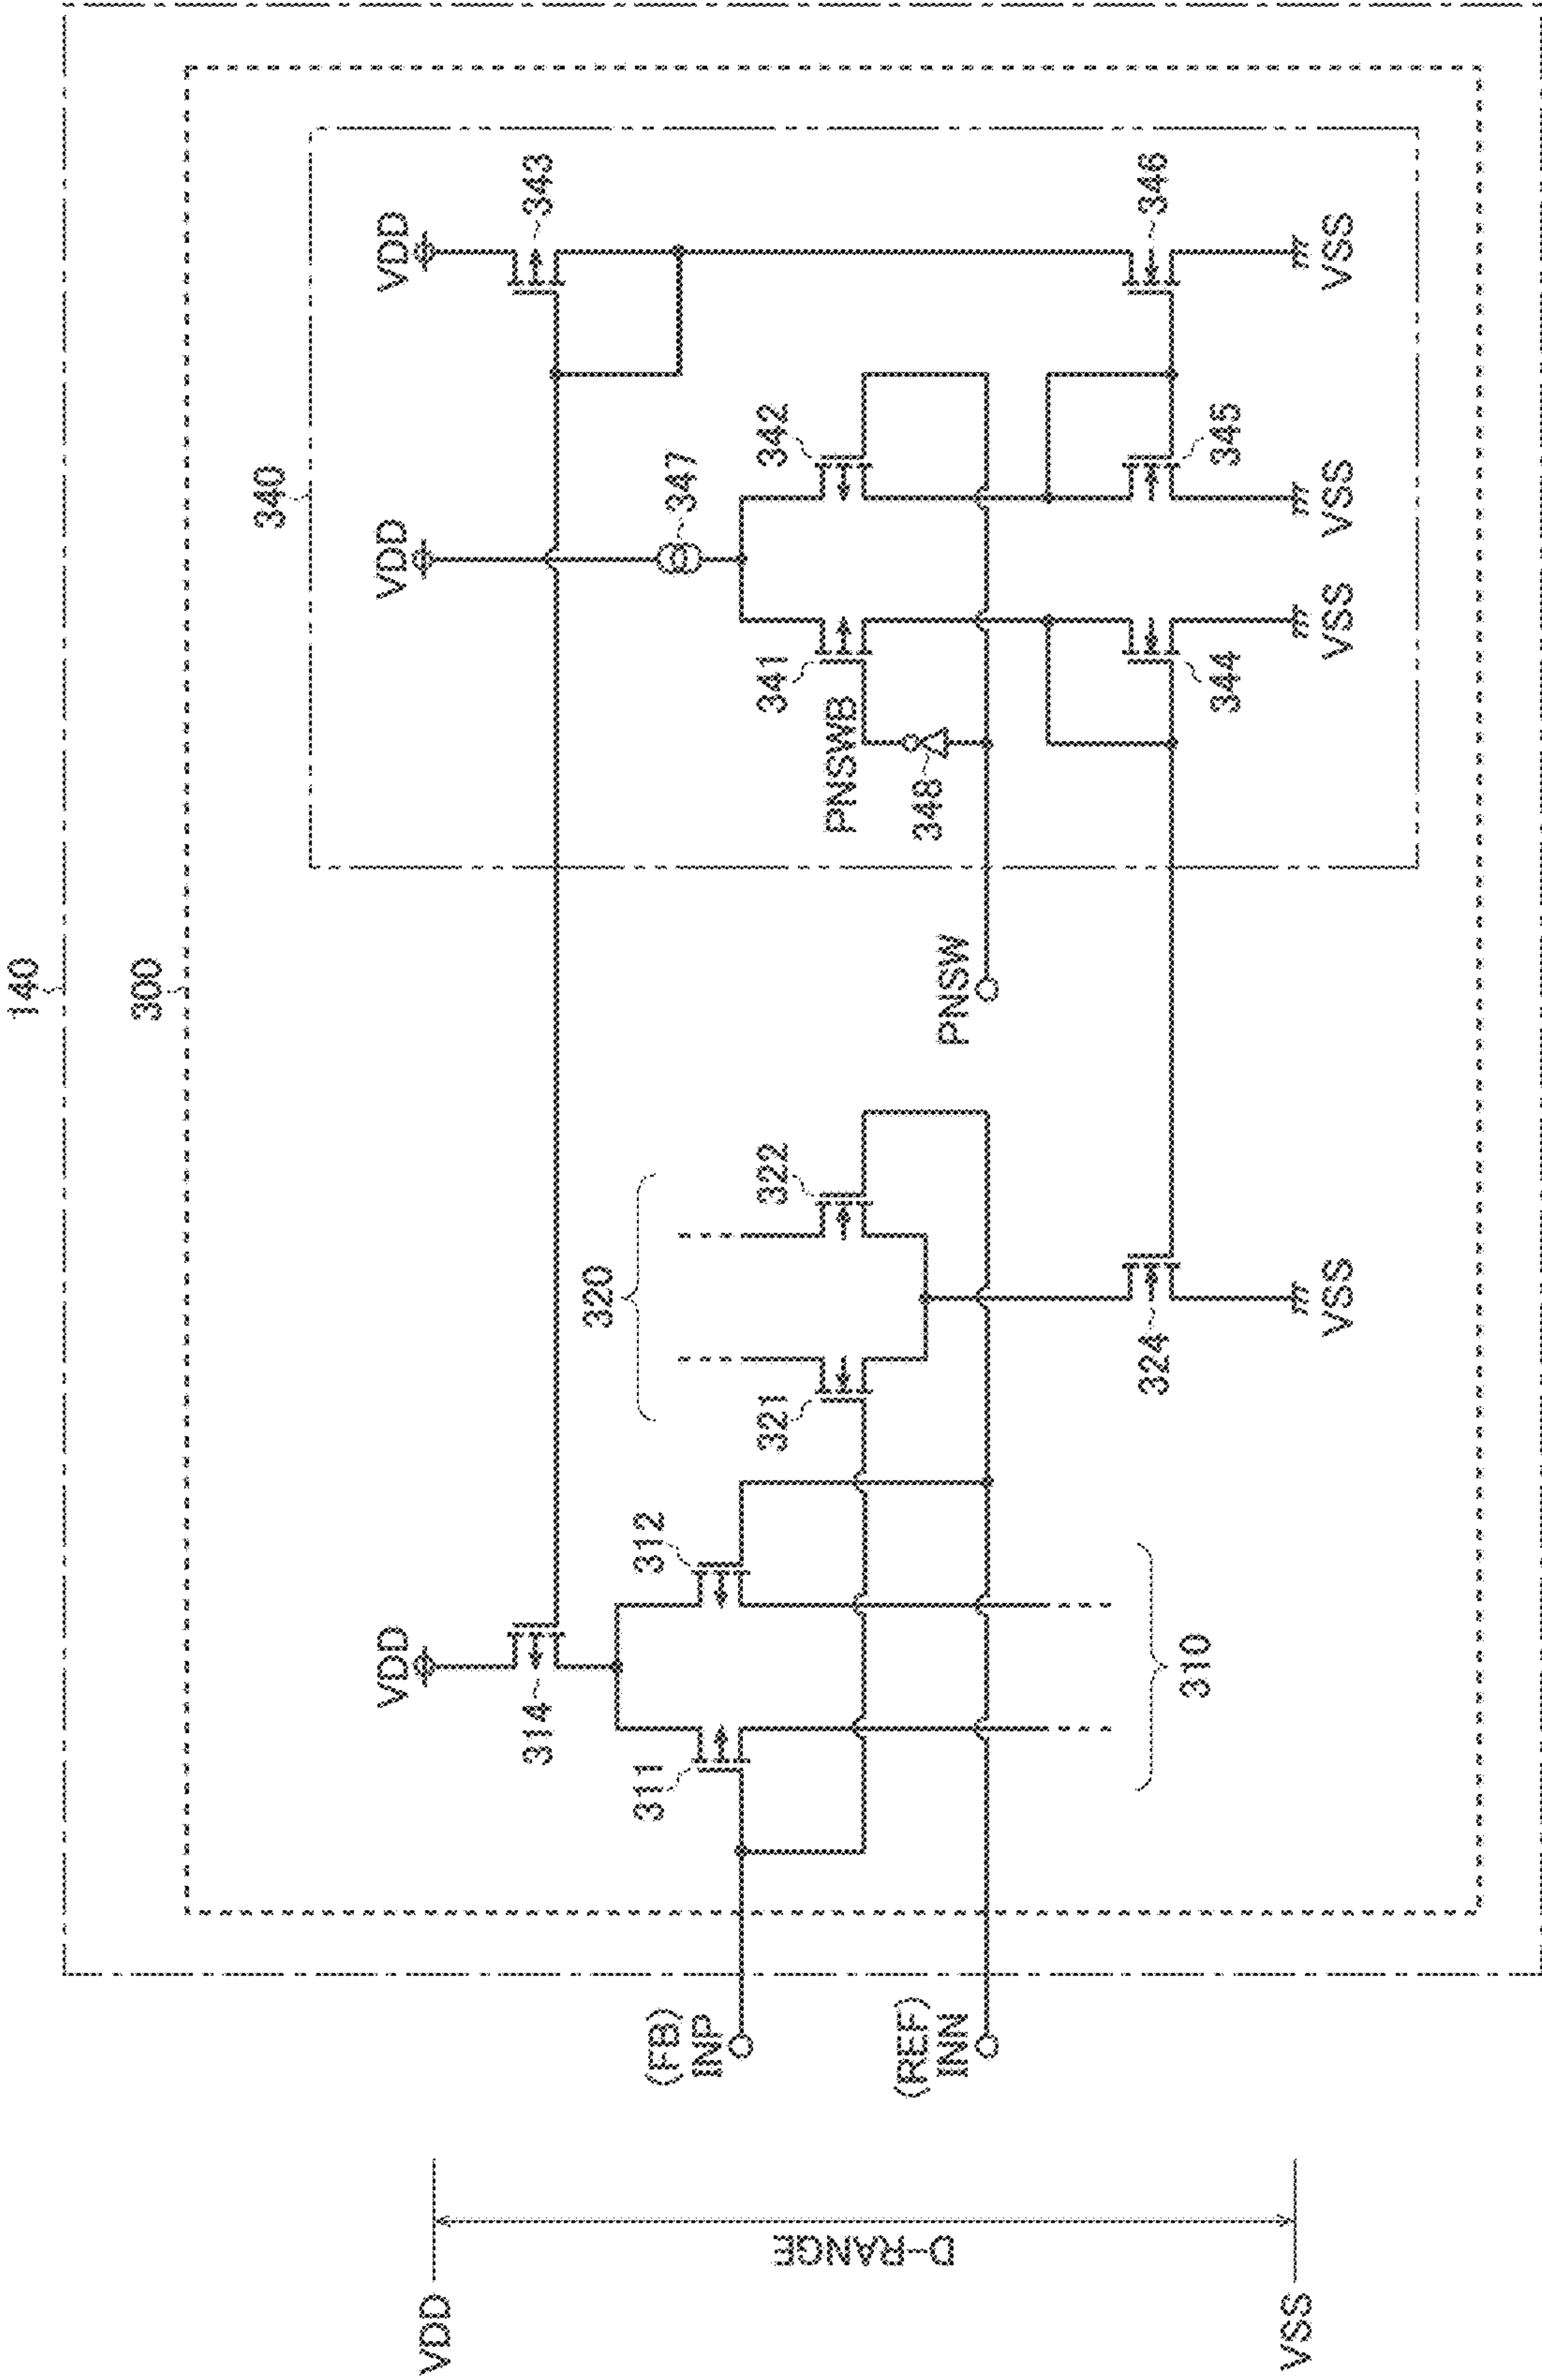 140
300
340
VDD
VDD
VDD
343
347
314
320
341
342
311
312
321
322
PNSWB
348
PNSW
(FB)
INP
(REF)
INN
344
345
346
324
310
VSS
VSS
VSS
VSS
VDD
D-RANGE
VSS